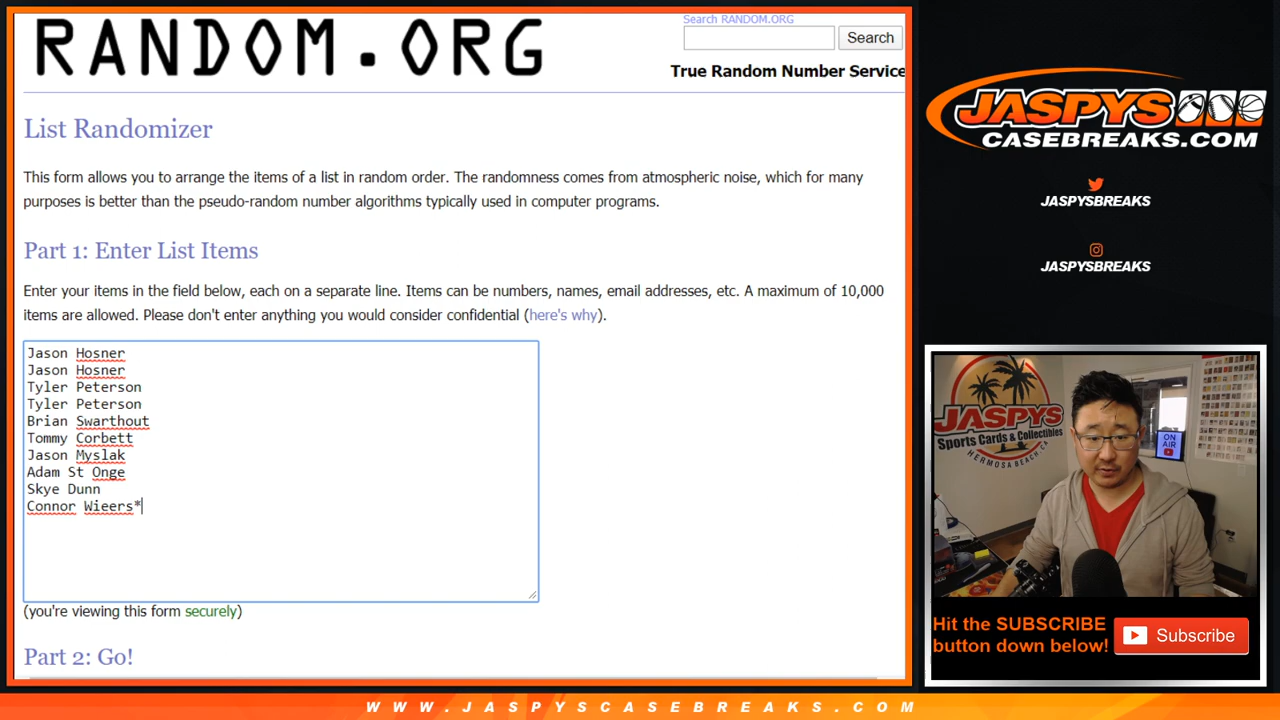 RANDOM.ORG
Search RANDOM.ORG
Search
True Random Number Service
List Randomizer
This form allows you to arrange the items of a list in random order. The randomness comes from atmospheric noise, which for many
purposes is better than the pseudo-random number algorithms typically used in computer programs.
Part 1: Enter List Items
Enter your items in the field below, each on a separate line. Items can be numbers, names, email addresses, etc. A maximum of 10,000
items are allowed. Please don't enter anything you would consider confidential (here's why).
Jason Hosner
Jason Hosner
Tyler Peterson
Tyler Peterson
Brian Swarthout
Tommy Corbett
Jason Myslak
Adam St Onge
Skye Dunn
Connor Wieers*
(you're viewing this form securely)
Part 2: Go!
JASPYS
CASEBREAKS.COM
JASPYSBREAKS
JASPYSBREAKS
JASPYS
Sports Cards & Collectibles
HERMOSA BEACH, CA
ON
AIR
Hit the SUBSCRIBE
button down below!
Subscribe
WWW.JASPYSCASEBREAKS.COM